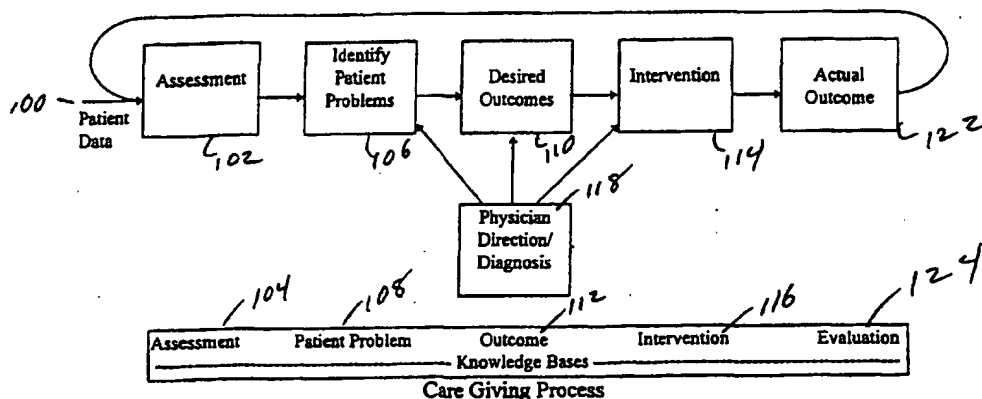 Assessment
Identify
Patient
Problems
Desired
Outcomes
Intervention
Actual
Outcome
100
Patient
Data
102
106
110
114
122
Physician
Direction/
Diagnosis
118
104
108
112
116
124
Assessment Patient Problem Outcome Intervention Evaluation
Knowledge Bases
Care Giving Process